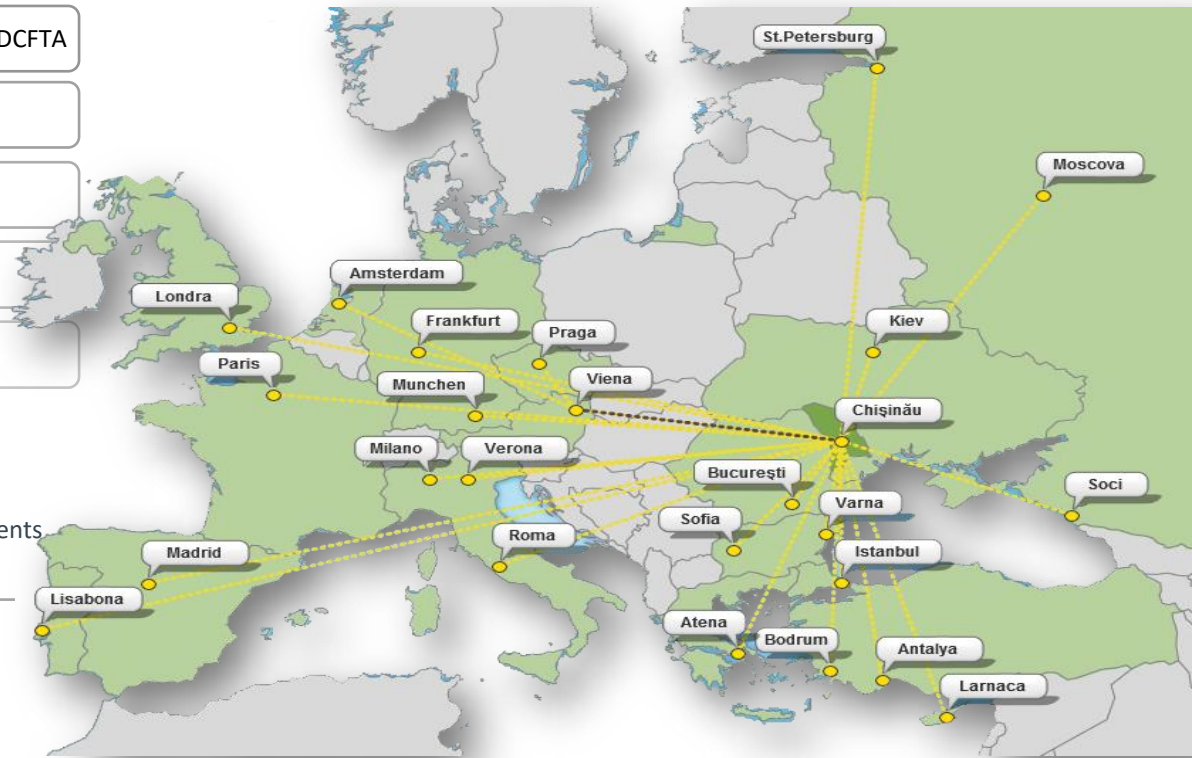 DCFTA
St.Petersburg
Moscova
Amsterdam
Londra
Frankfurt
Kiev
Praga
Paris
Viena
Munchen
Chişinău
Milano
Verona
Bucureşti
Soci
Varna
Sofia
ents
Roma
Madrid
Istanbul
Lisabona
Atena
Bodrum
Antalya
Larnaca